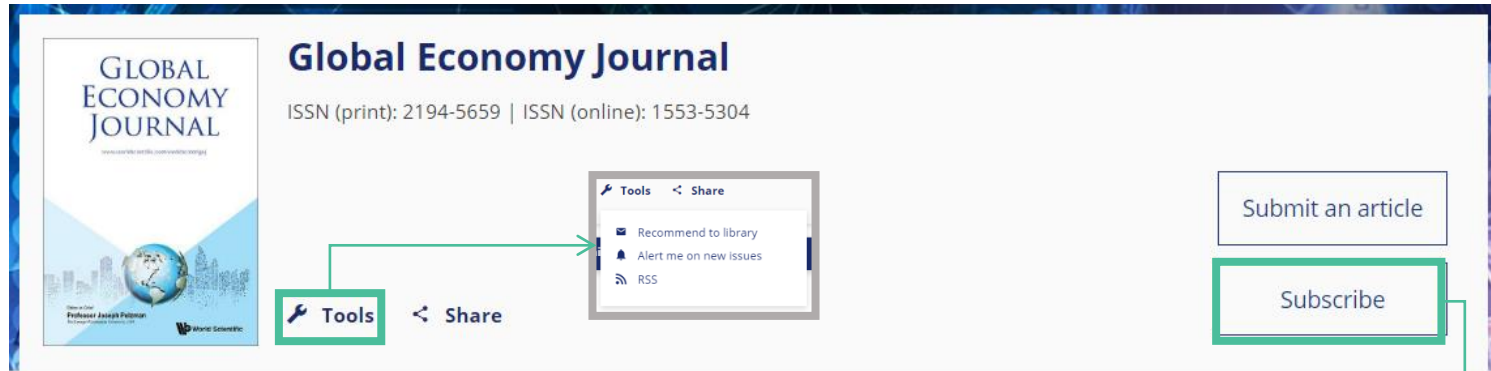 GLOBAL
ECONOMY
JOURNAL
Global Economy Journal
ISSN (print): 2194-5659 | ISSN (online): 1553-5304
Tools
Share
Recommend to library
Alert me on new issues
RSS
Tools
Share
Submit an article
Subscribe
Professor Joseph Pelzman
World Scientific